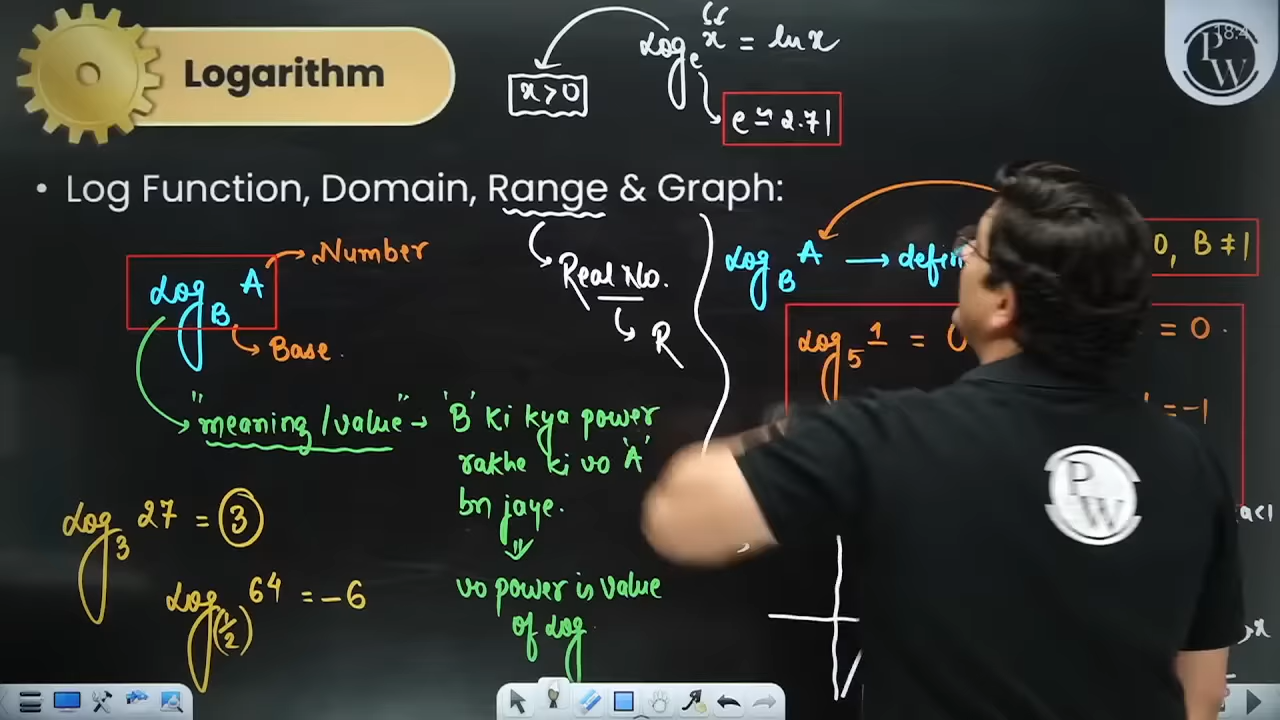 Logarithm
log_e x = ln x
x > 0
e ≃ 2.71
PW
• Log Function, Domain, Range & Graph:
Real No.
R
log_B A
Number
Base
"meaning/value" → 'B' ki kya power
rakhe ki vo 'A'
bn jaye.
vo power is value
of log
log_3 27 = 3
log_(1/2) 64 = -6
log_B A →
0, B ≠ 1
log_5 1 =
= 0
= -1
x
PW